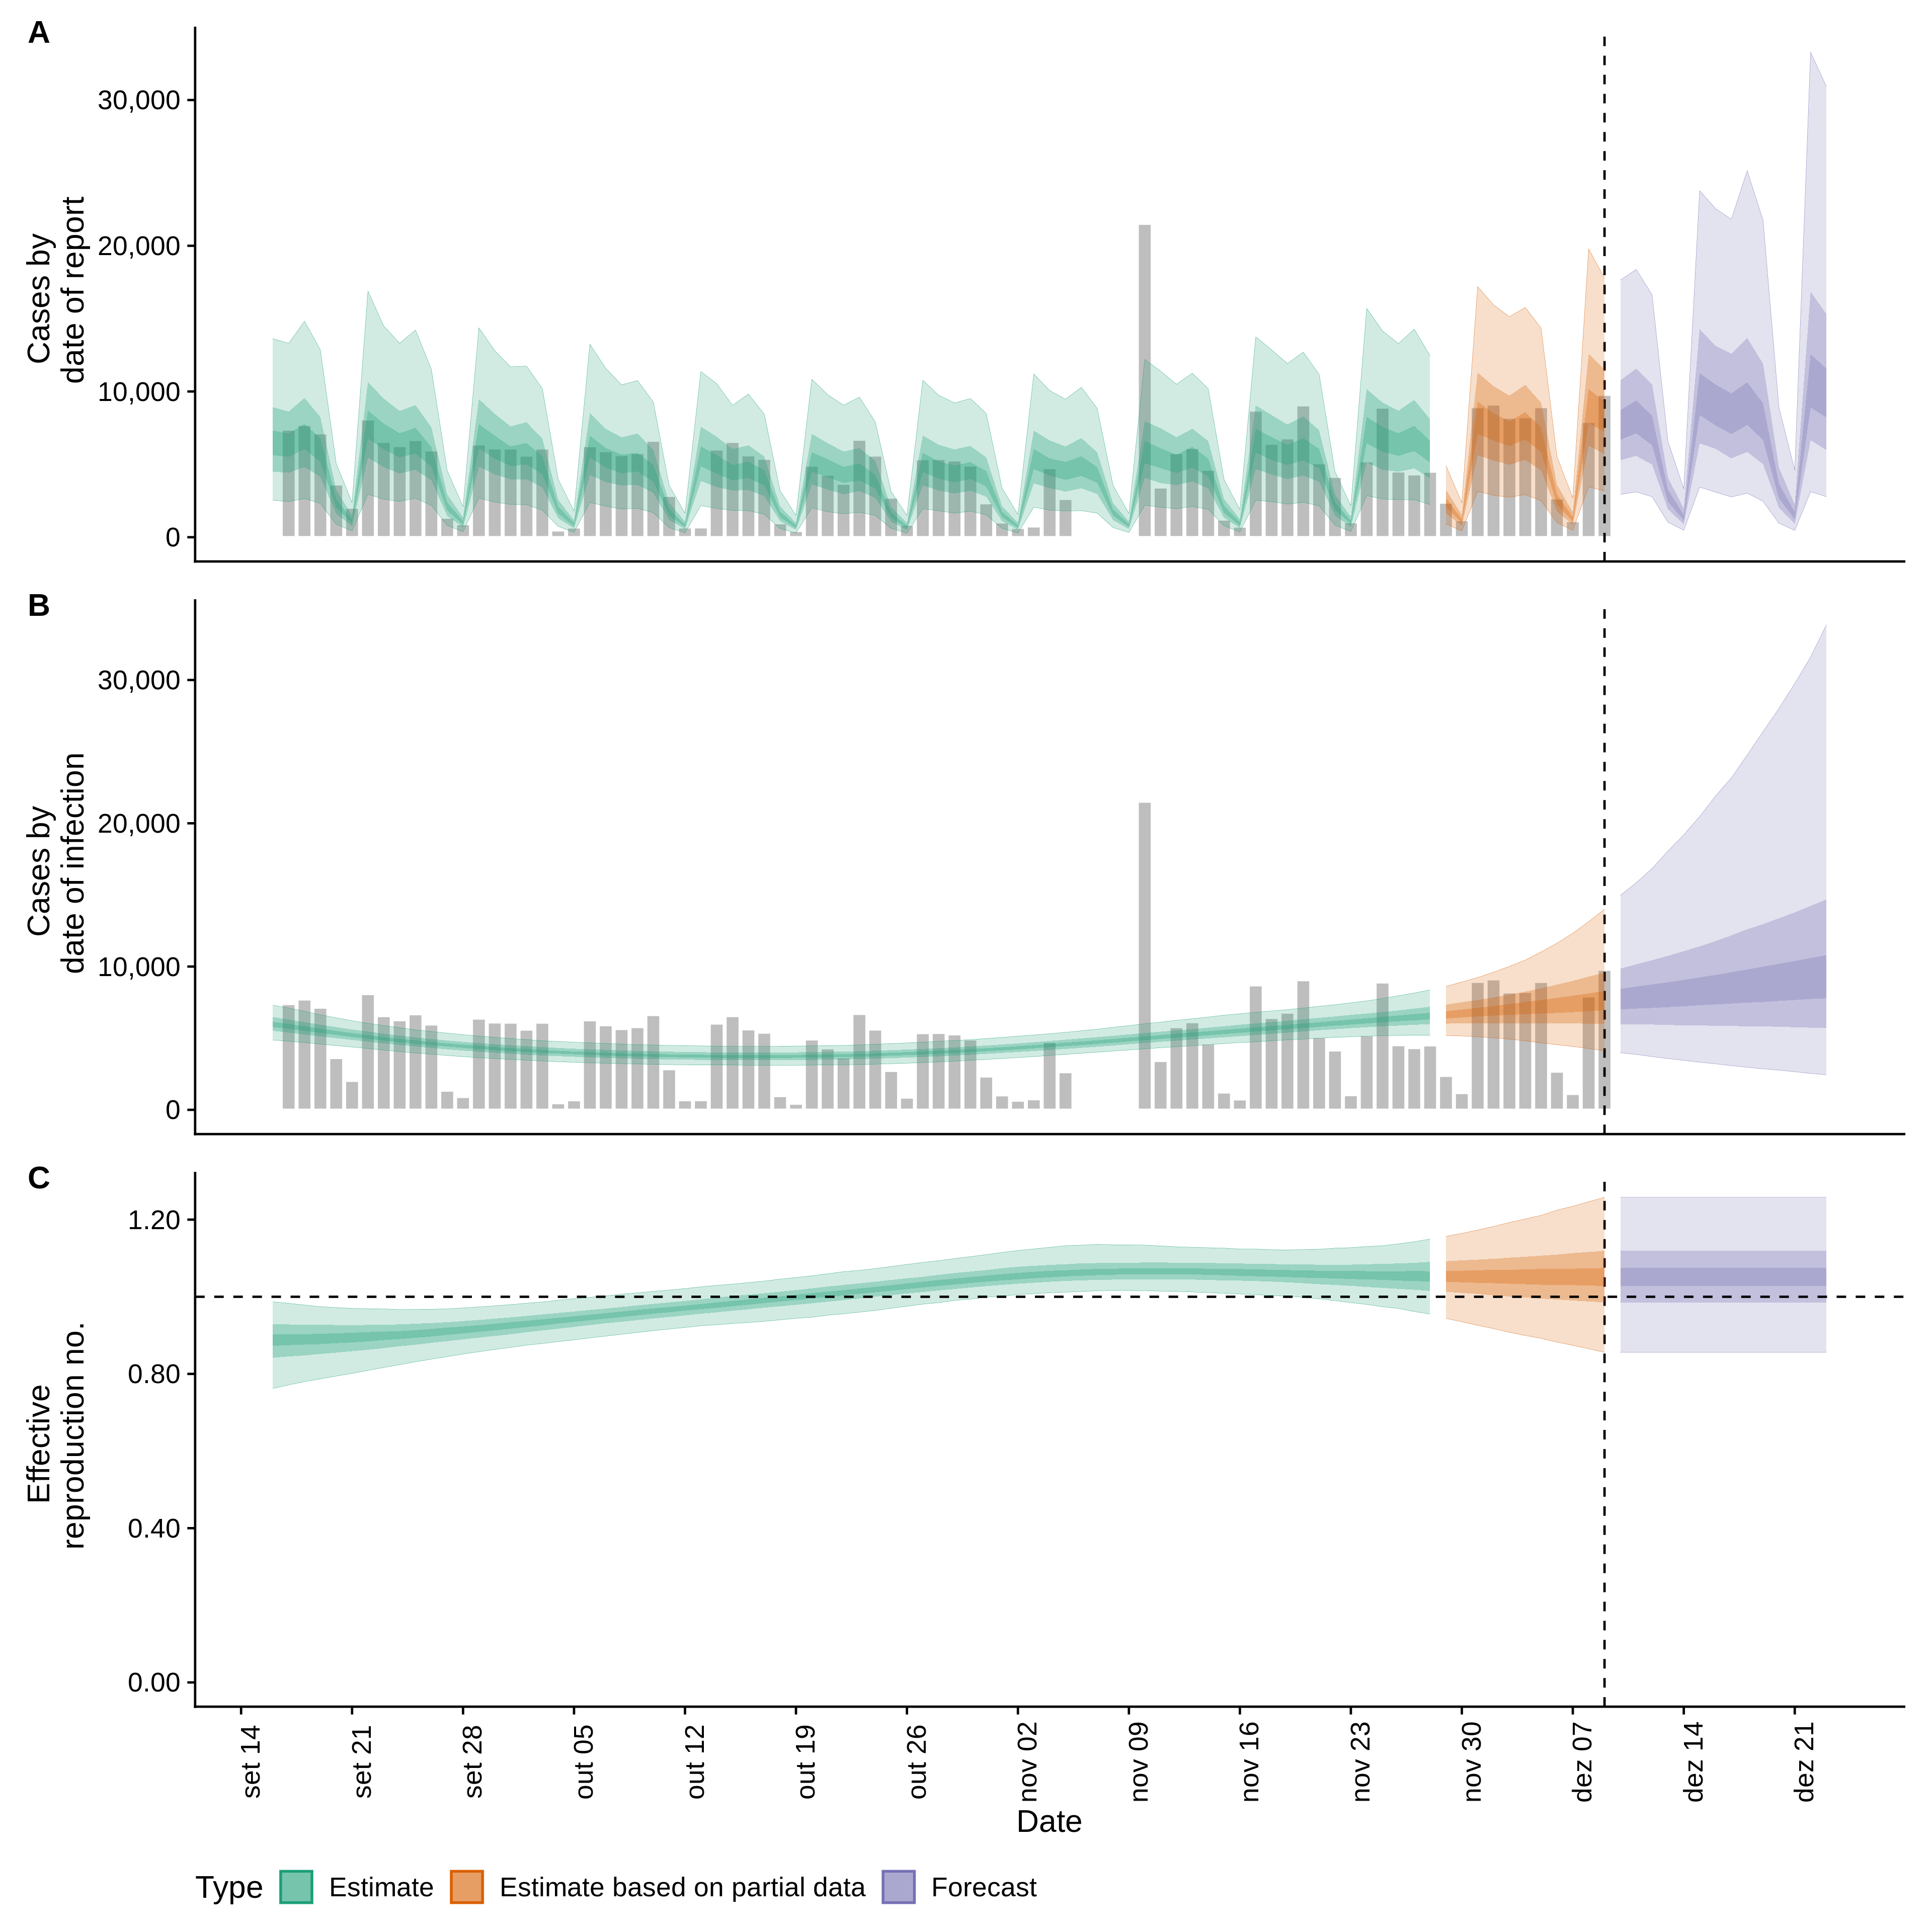 A
30,000
20,000
10,000
0
Cases by
date of report
B
30,000
20,000
10,000
0
Cases by
date of infection
C
1.20
0.80
0.40
0.00
Effective
reproduction no.
set 14
set 21
set 28
out 05
out 12
out 19
out 26
nov 02
nov 09
nov 16
nov 23
nov 30
dez 07
dez 14
dez 21
Date
Type Estimate Estimate based on partial data Forecast